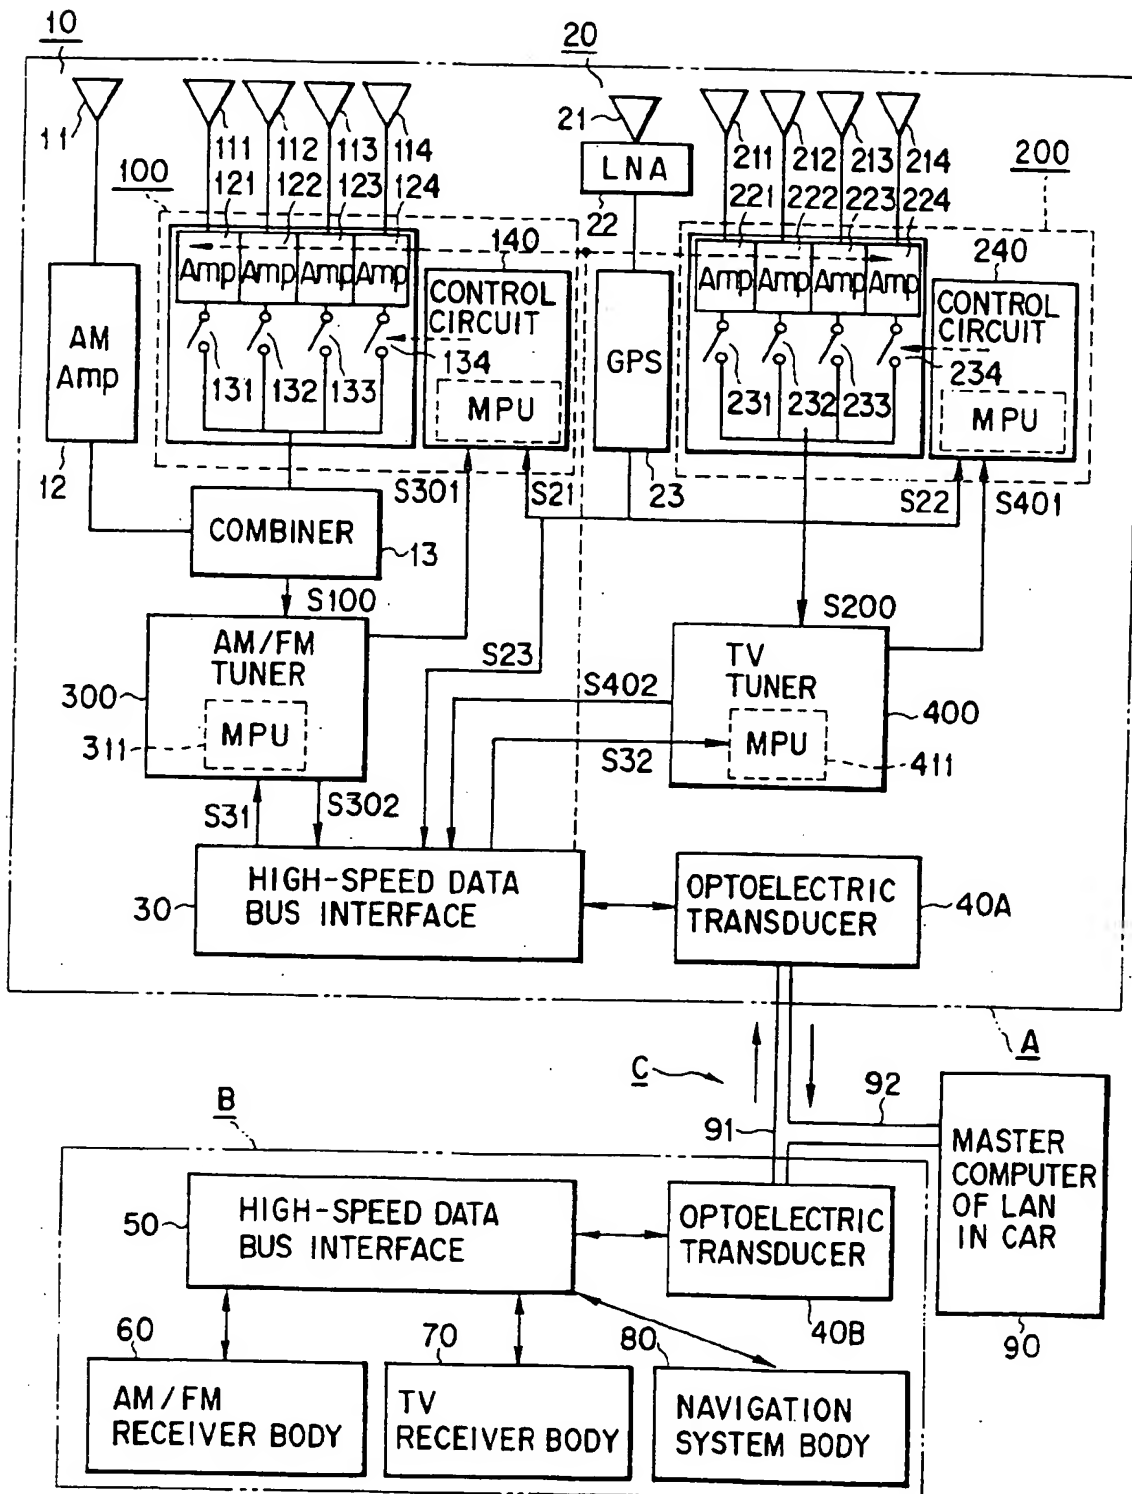 10
20
11
111 112 113 114
21
LNA
22
211 212 213 214
200
100
121 122 123 124
221 222 223 224
140
240
Amp Amp Amp Amp
Amp Amp Amp Amp
CONTROL
CIRCUIT
MPU
CONTROL
CIRCUIT
MPU
AM
Amp
GPS
131 132 133 134
231 232 233 234
12
23
S301
S21
S22
S401
COMBINER
13
S100
S200
AM/FM
TUNER
MPU
300
311
S23
S402
S32
TV
TUNER
MPU
400
411
S31
S302
30
HIGH-SPEED DATA
BUS INTERFACE
OPTOELECTRIC
TRANSDUCER
40A
A
C
B
91
92
MASTER
COMPUTER
OF LAN
IN CAR
90
50
HIGH-SPEED DATA
BUS INTERFACE
OPTOELECTRIC
TRANSDUCER
40B
60
70
80
AM/FM
RECEIVER BODY
TV
RECEIVER BODY
NAVIGATION
SYSTEM BODY